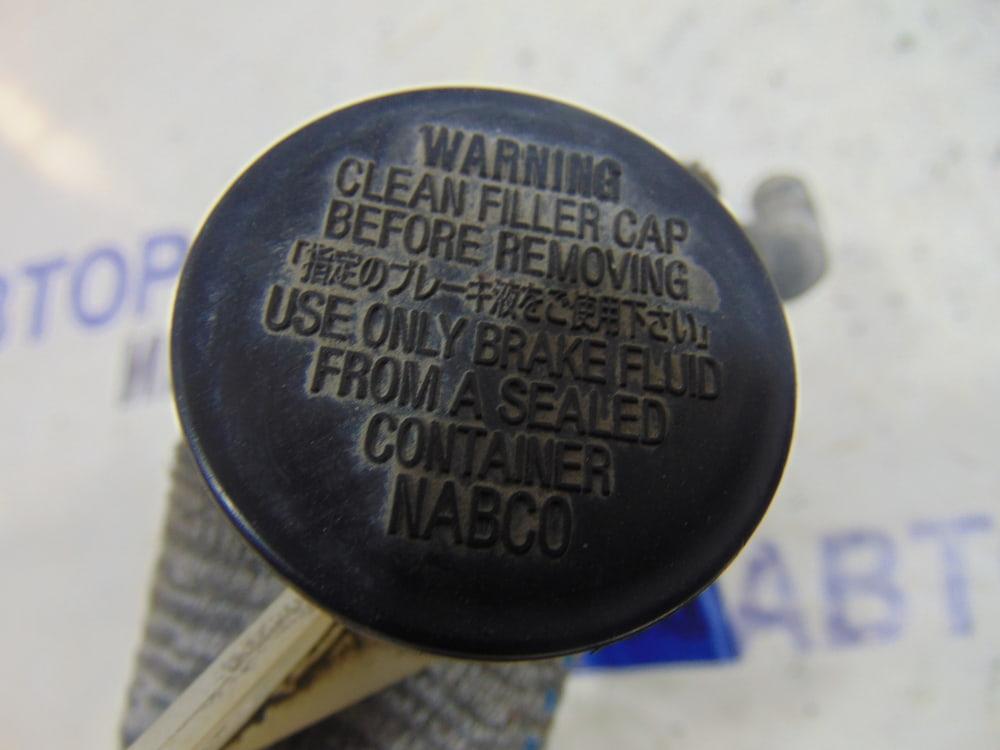 WARNING
CLEAN FILLER CAP
BEFORE REMOVING
「指定のブレーキ液をご使用下さい」
USE ONLY BRAKE FLUID
FROM A SEALED
CONTAINER
NABCO
АВТ